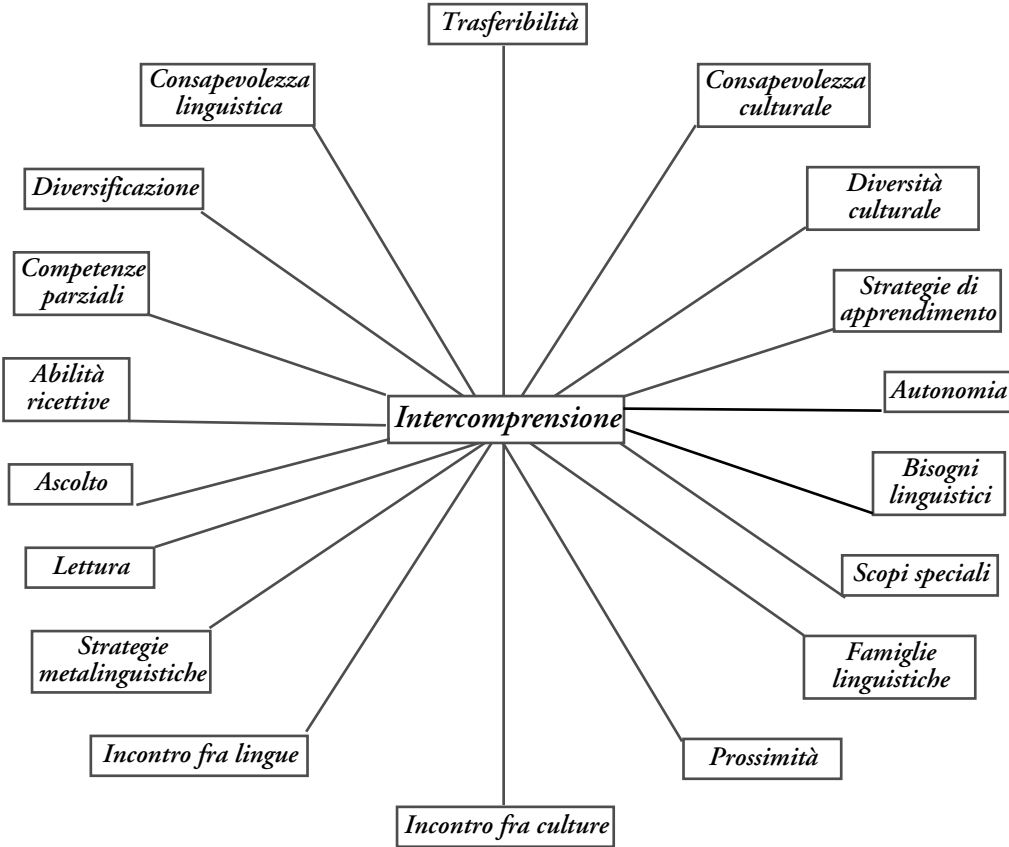 Trasferibilità
Consapevolezza
linguistica
Consapevolezza
culturale
Diversificazione
Diversità
culturale
Competenze
parziali
Strategie di
apprendimento
Abilità
ricettive
Autonomia
Intercomprensione
Ascolto
Bisogni
linguistici
Lettura
Scopi speciali
Strategie
metalinguistiche
Famiglie
linguistiche
Incontro fra lingue
Prossimità
Incontro fra culture